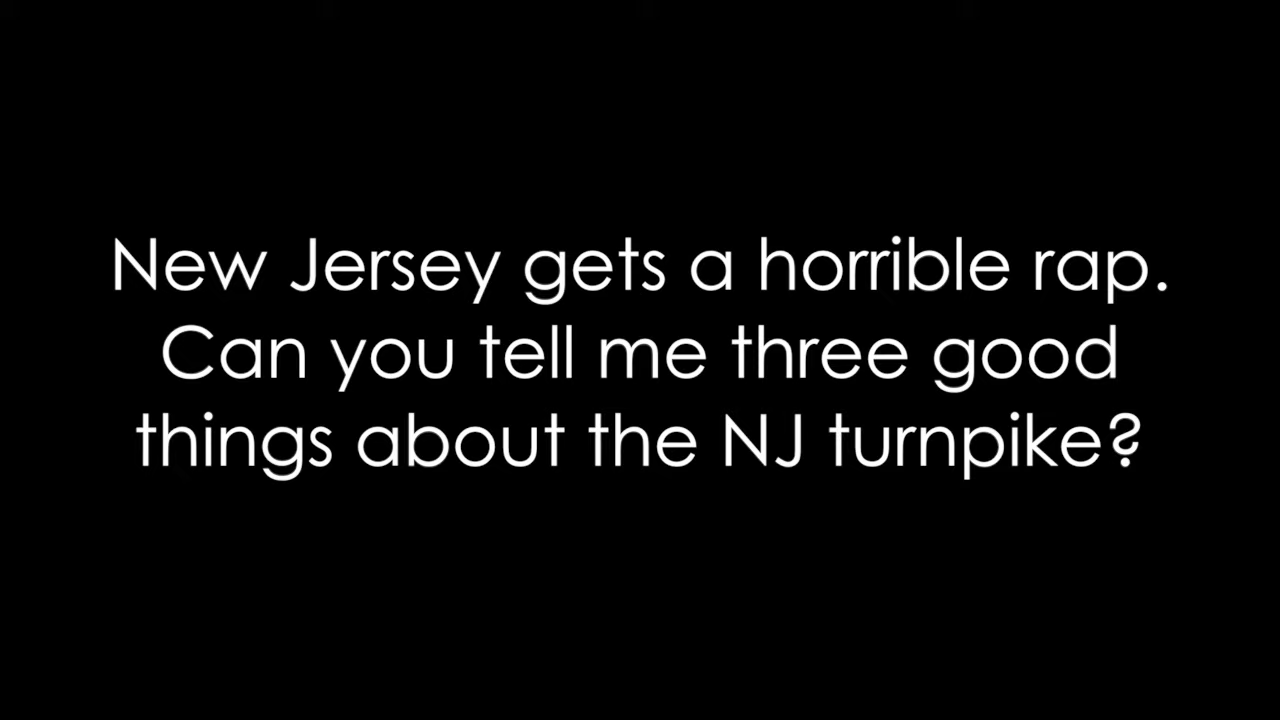 New Jersey gets a horrible rap.
Can you tell me three good
things about the NJ turnpike?